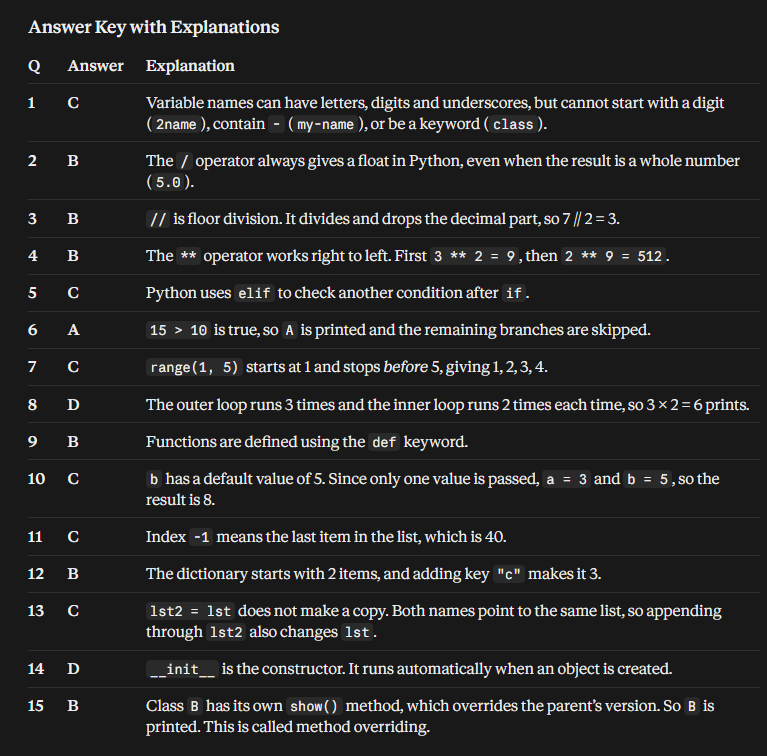 Answer Key with Explanations
Q Answer Explanation
1 C Variable names can have letters, digits and underscores, but cannot start with a digit
(2name), contain - (my-name), or be a keyword (class).
2 B The / operator always gives a float in Python, even when the result is a whole number
(5.0).
3 B // is floor division. It divides and drops the decimal part, so 7 // 2 = 3.
4 B The ** operator works right to left. First 3 ** 2 = 9, then 2 ** 9 = 512.
5 C Python uses elif to check another condition after if.
6 A 15 > 10 is true, so A is printed and the remaining branches are skipped.
7 C range(1, 5) starts at 1 and stops before 5, giving 1, 2, 3, 4.
8 D The outer loop runs 3 times and the inner loop runs 2 times each time, so 3 × 2 = 6 prints.
9 B Functions are defined using the def keyword.
10 C b has a default value of 5. Since only one value is passed, a = 3 and b = 5, so the
result is 8.
11 C Index -1 means the last item in the list, which is 40.
12 B The dictionary starts with 2 items, and adding key "c" makes it 3.
13 C lst2 = lst does not make a copy. Both names point to the same list, so appending
through lst2 also changes lst.
14 D __init__ is the constructor. It runs automatically when an object is created.
15 B Class B has its own show() method, which overrides the parent's version. So B is
printed. This is called method overriding.